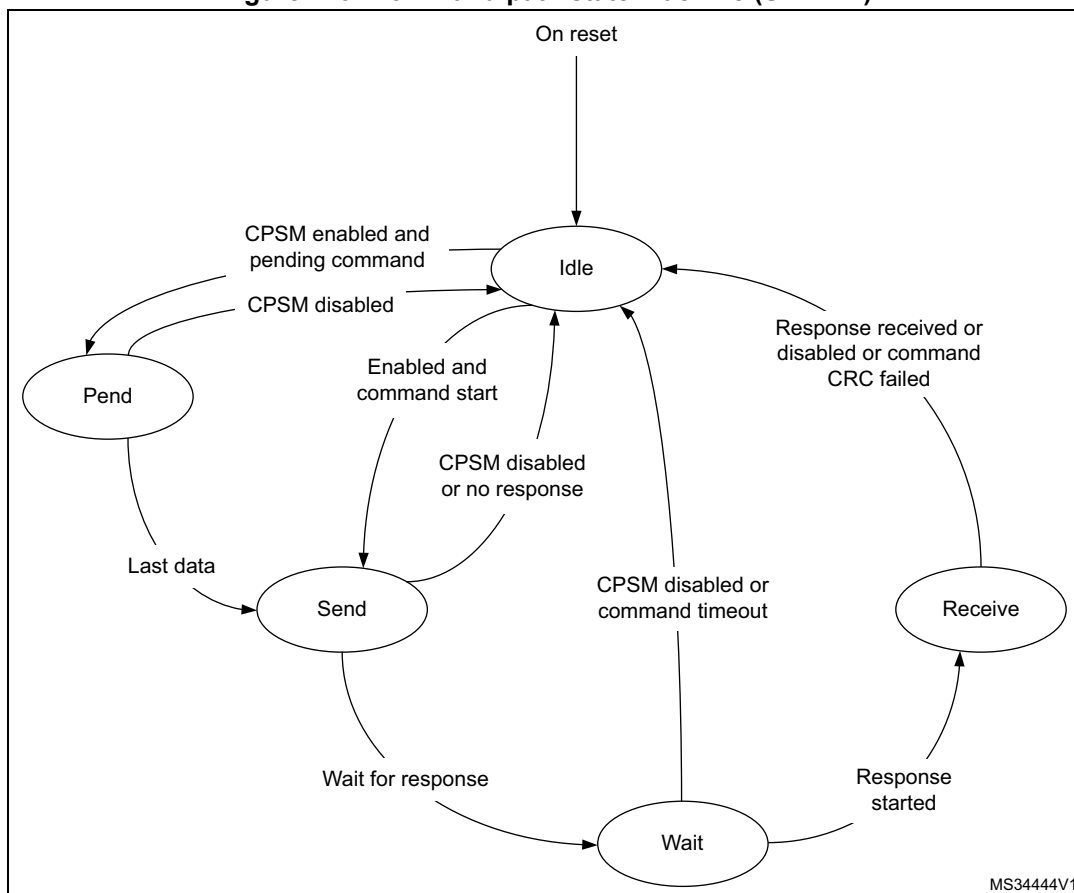 On reset
CPSM enabled and
pending command
Idle
CPSM disabled
Response received or
disabled or command
CRC failed
Enabled and
command start
Pend
CPSM disabled
or no response
Last data
CPSM disabled or
command timeout
Send
Receive
Wait for response
Response
started
Wait
MS34444V1